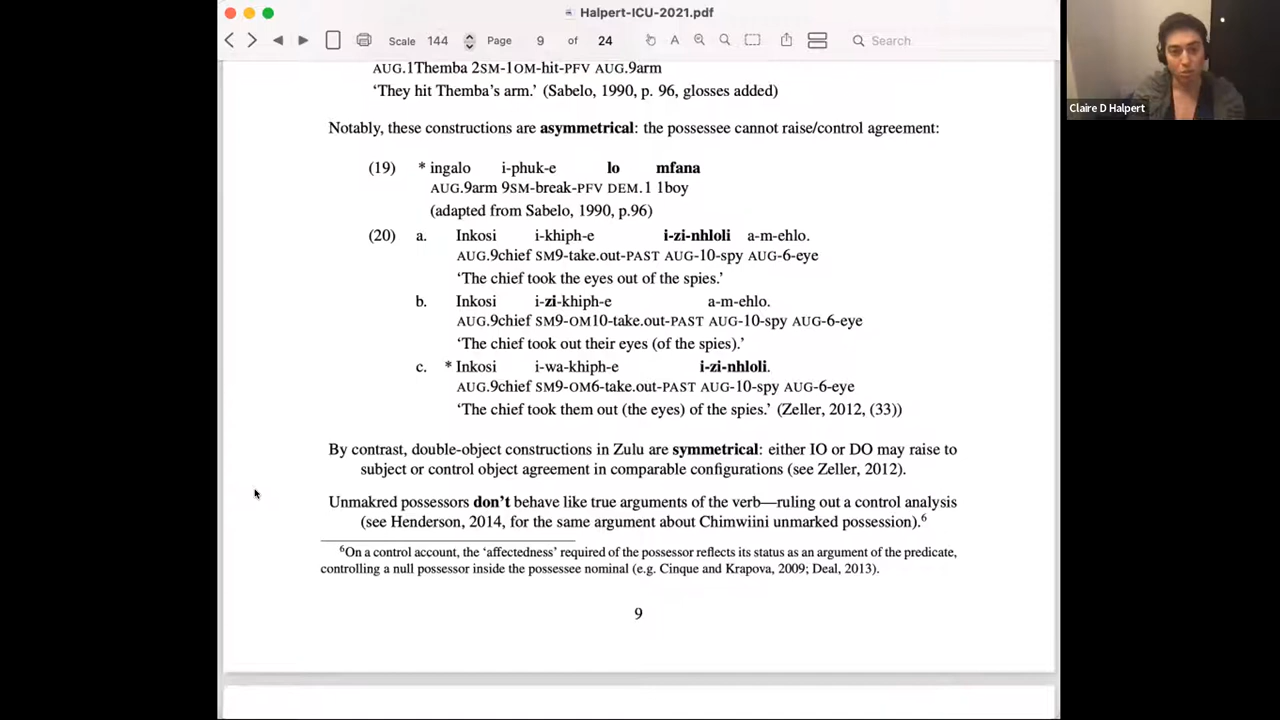 Halpert-ICU-2021.pdf
Scale 144 Page 9 of 24 A Search
AUG.1Themba 2SM-1OM-hit-PFV AUG.9arm
‘They hit Themba’s arm.’ (Sabelo, 1990, p. 96, glosses added)
Notably, these constructions are asymmetrical: the possessee cannot raise/control agreement:
(19) * ingalo i-phuk-e lo mfana
AUG.9arm 9SM-break-PFV DEM.1 1boy
(adapted from Sabelo, 1990, p.96)
(20) a. Inkosi i-khiph-e i-zi-nhloli a-m-ehlo.
AUG.9chief SM9-take.out-PAST AUG-10-spy AUG-6-eye
‘The chief took the eyes out of the spies.’
b. Inkosi i-zi-khiph-e a-m-ehlo.
AUG.9chief SM9-OM10-take.out-PAST AUG-10-spy AUG-6-eye
‘The chief took out their eyes (of the spies).’
c. * Inkosi i-wa-khiph-e i-zi-nhloli.
AUG.9chief SM9-OM6-take.out-PAST AUG-10-spy AUG-6-eye
‘The chief took them out (the eyes) of the spies.’ (Zeller, 2012, (33))
By contrast, double-object constructions in Zulu are symmetrical: either IO or DO may raise to
subject or control object agreement in comparable configurations (see Zeller, 2012).
Unmakred possessors don’t behave like true arguments of the verb—ruling out a control analysis
(see Henderson, 2014, for the same argument about Chimwiini unmarked possession).6
6On a control account, the ‘affectedness’ required of the possessor reflects its status as an argument of the predicate,
controlling a null possessor inside the possessee nominal (e.g. Cinque and Krapova, 2009; Deal, 2013).
9
Claire D Halpert